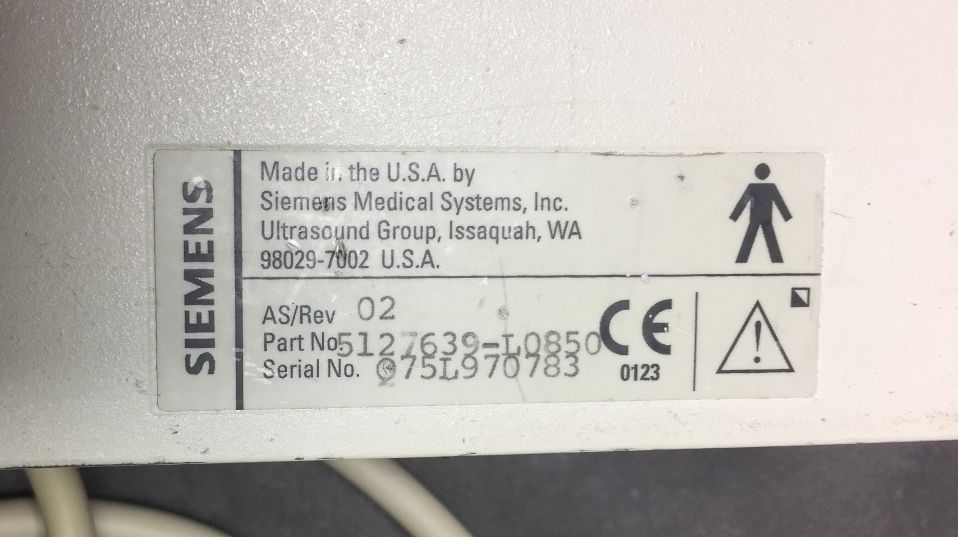 SIEMENS
Made in the U.S.A. by
Siemens Medical Systems, Inc.
Ultrasound Group, Issaquah, WA
98029-7002 U.S.A.
AS/Rev 02
Part No. 5127639-L0850
Serial No. 075L970783
CE
0123